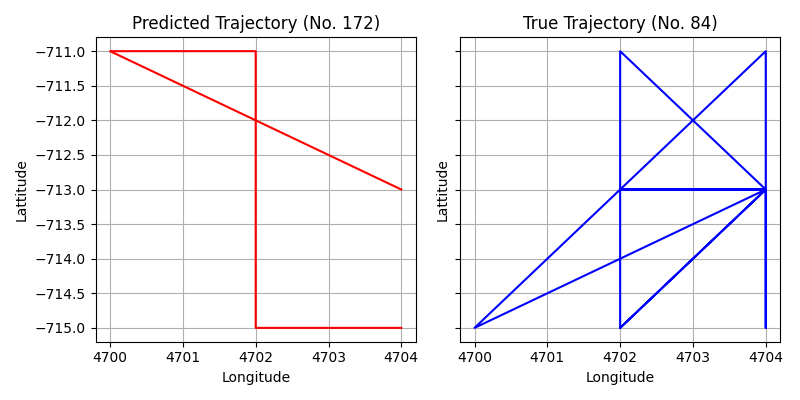 Predicted Trajectory (No. 172)
True Trajectory (No. 84)
Lattitude
−711.0
−711.5
−712.0
−712.5
−713.0
−713.5
−714.0
−714.5
−715.0
4700 4701 4702 4703 4704
Longitude
Lattitude
4700 4701 4702 4703 4704
Longitude